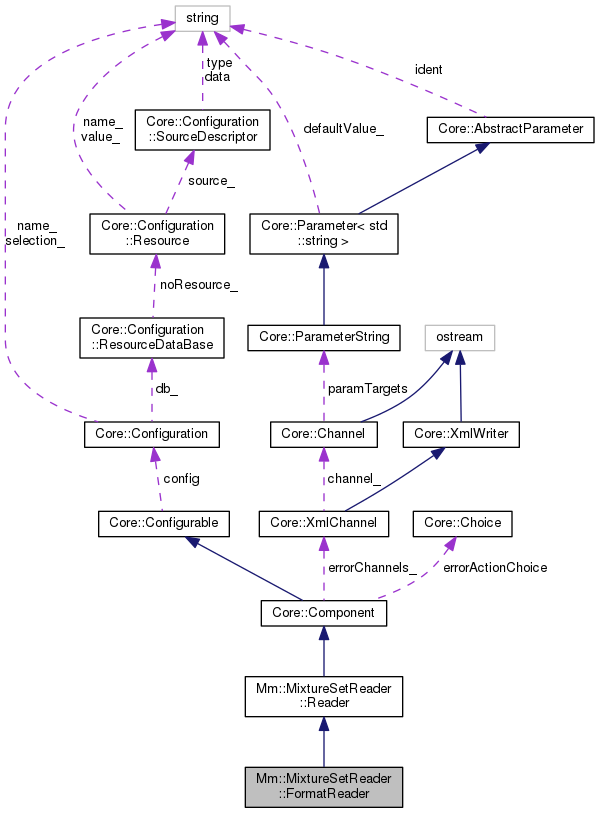 string
type
data
ident
name_
value_
defaultValue_
Core::Configuration
::SourceDescriptor
Core::AbstractParameter
source_
name_
selection_
Core::Configuration
::Resource
Core::Parameter< std
::string >
noResource_
Core::Configuration
::ResourceDataBase
Core::ParameterString
ostream
db_
paramTargets
Core::Configuration
Core::Channel
Core::XmlWriter
config
channel_
Core::Configurable
Core::XmlChannel
Core::Choice
errorChannels_
errorActionChoice
Core::Component
Mm::MixtureSetReader
::Reader
Mm::MixtureSetReader
::FormatReader